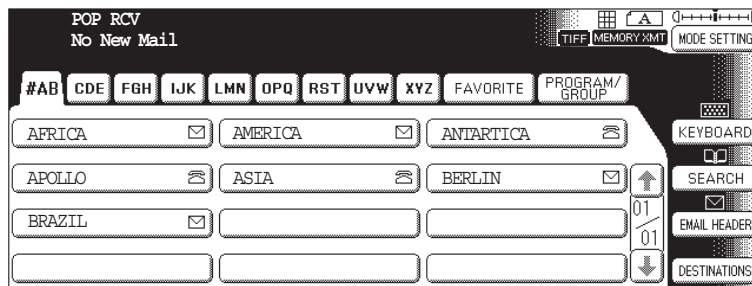 POP RCV
No New Mail
A
TIFF MEMORY XMT MODE SETTING
#AB CDE FGH IJK LMN OPQ RST UVW XYZ FAVORITE PROGRAM/
GROUP
AFRICA AMERICA ANTARTICA KEYBOARD
APOLLO ASIA BERLIN SEARCH
BRAZIL 01 EMAIL HEADER
01
DESTINATIONS